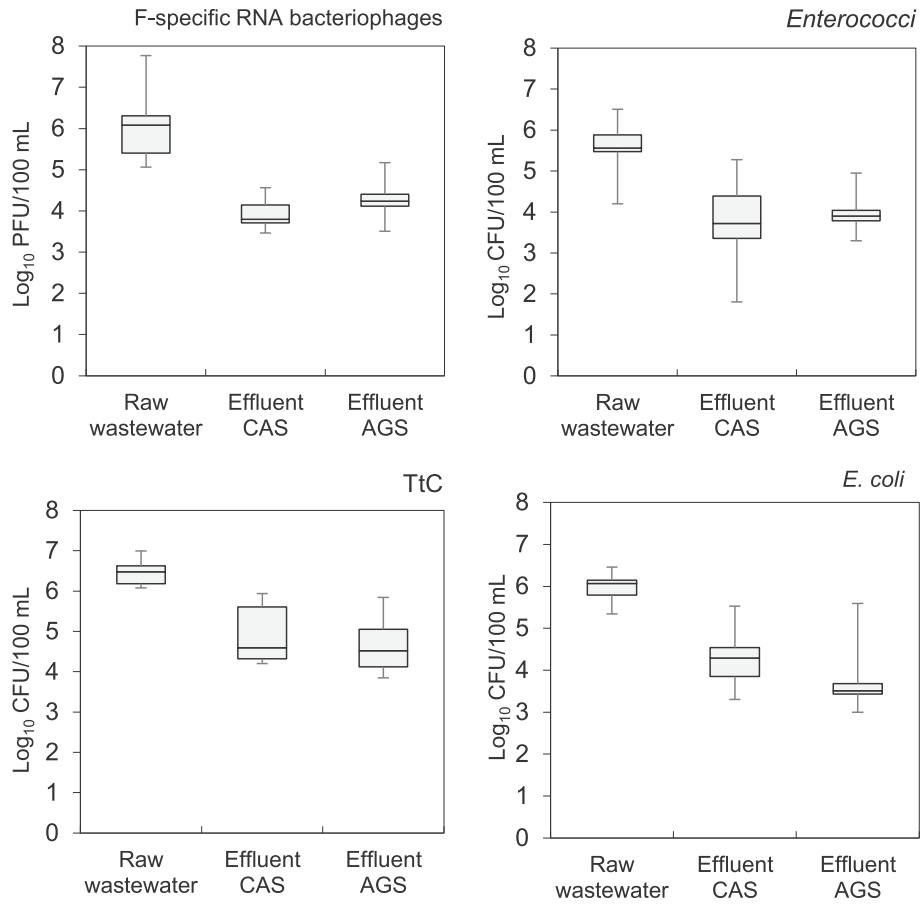 F-specific RNA bacteriophages
Log₁₀ PFU/100 mL
8
7
6
5
4
3
2
1
0
Raw
wastewater
Effluent
CAS
Effluent
AGS
Enterococci
Log₁₀ CFU/100 mL
8
7
6
5
4
3
2
1
0
Raw
wastewater
Effluent
CAS
Effluent
AGS
TtC
Log₁₀ CFU/100 mL
8
7
6
5
4
3
2
1
0
Raw
wastewater
Effluent
CAS
Effluent
AGS
E. coli
Log₁₀ CFU/100 mL
8
7
6
5
4
3
2
1
0
Raw
wastewater
Effluent
CAS
Effluent
AGS